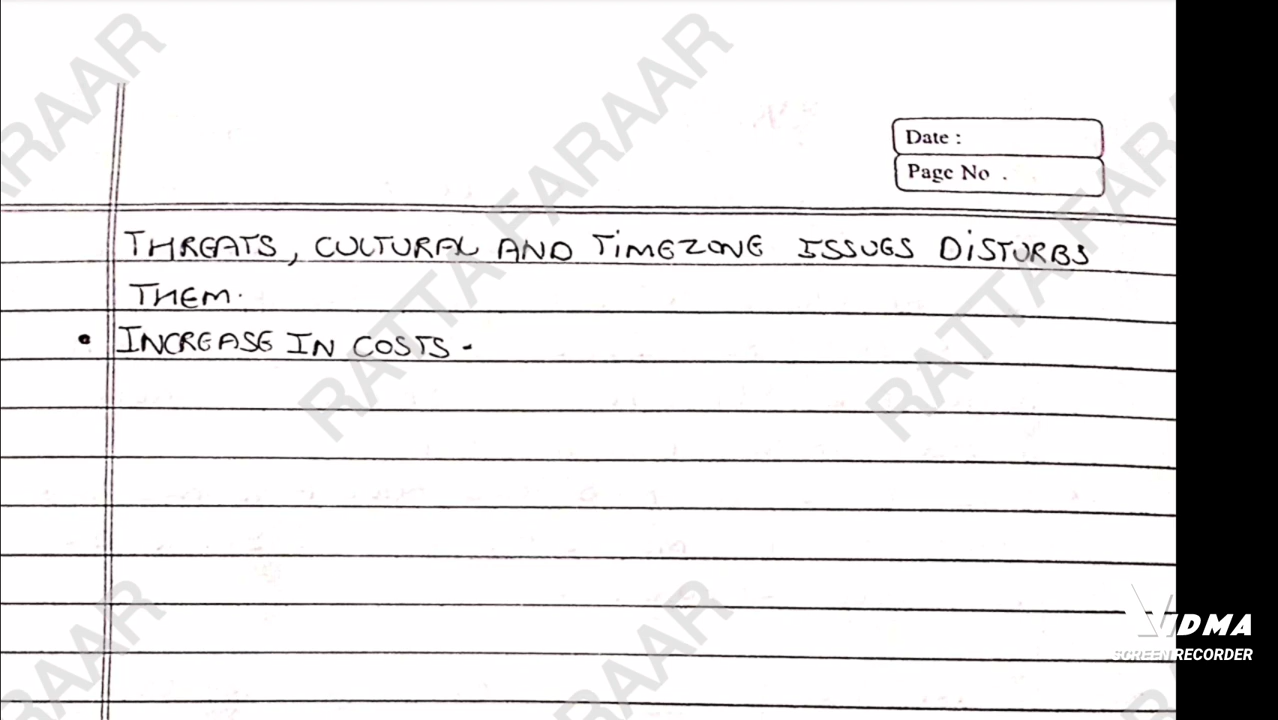 RATTA FARAAR
Date :
Page No .
THREATS, CULTURAL AND TIMEZONE ISSUES DISTURBS
THEM.
• INCREASE IN COSTS.
VIDMA
SCREEN RECORDER